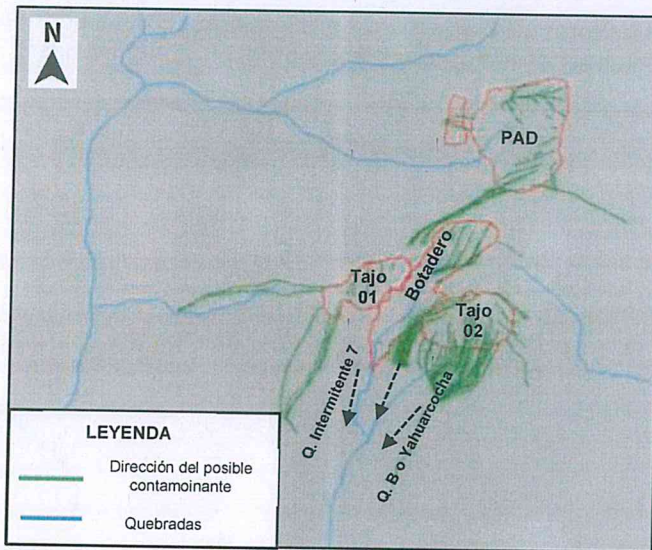 N
PAD
Botadero
Tajo
01
Tajo
02
Q. Intermitente 7
Q. B o Yahuarcocha
LEYENDA
Dirección del posible
contamoinante
Quebradas